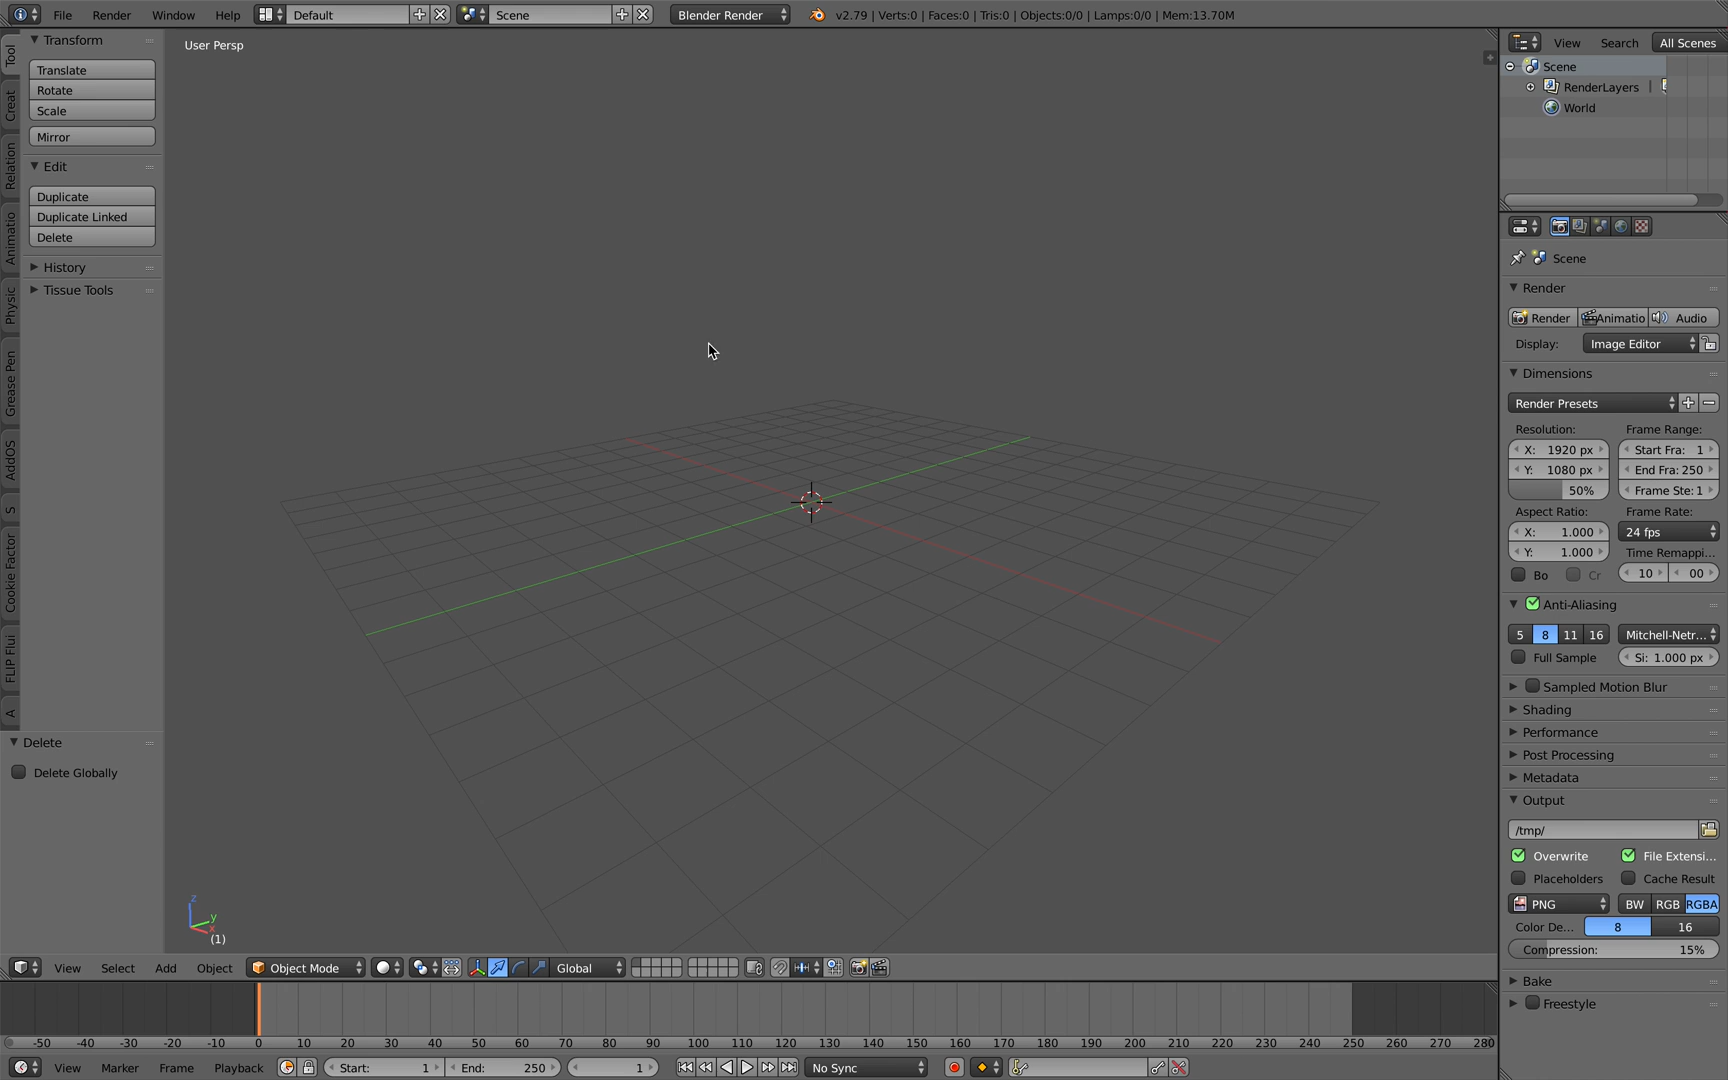 File Render Window Help Default Scene Blender Render v2.79 | Verts:0 | Faces:0 | Tris:0 | Objects:0/0 | Lamps:0/0 | Mem:13.70M
Tool
Creat
Relation
Animatio
Physic
Grease Pen
AddOS
S
Cookie Factor
FLIP Flui
A
Transform
Translate
Rotate
Scale
Mirror
Edit
Duplicate
Duplicate Linked
Delete
History
Tissue Tools
Delete
Delete Globally
User Persp
z
y
x
(1)
View Select Add Object Object Mode Global
-50 -40 -30 -20 -10 0 10 20 30 40 50 60 70 80 90 100 110 120 130 140 150 160 170 180 190 200 210 220 230 240 250 260 270 280
View Marker Frame Playback Start: 1 End: 250 1 No Sync
View Search All Scenes
Scene
RenderLayers |
World
Scene
Render
Render Animatio Audio
Display: Image Editor
Dimensions
Render Presets
Resolution: Frame Range:
X: 1920 px Start Fra: 1
Y: 1080 px End Fra: 250
50% Frame Ste: 1
Aspect Ratio: Frame Rate:
X: 1.000 24 fps
Y: 1.000 Time Remappi...
Bo Cr 10 00
Anti-Aliasing
5 8 11 16 Mitchell-Netr...
Full Sample Si: 1.000 px
Sampled Motion Blur
Shading
Performance
Post Processing
Metadata
Output
/tmp/
Overwrite File Extensi...
Placeholders Cache Result
PNG BW RGB RGBA
Color De... 8 16
Compression: 15%
Bake
Freestyle